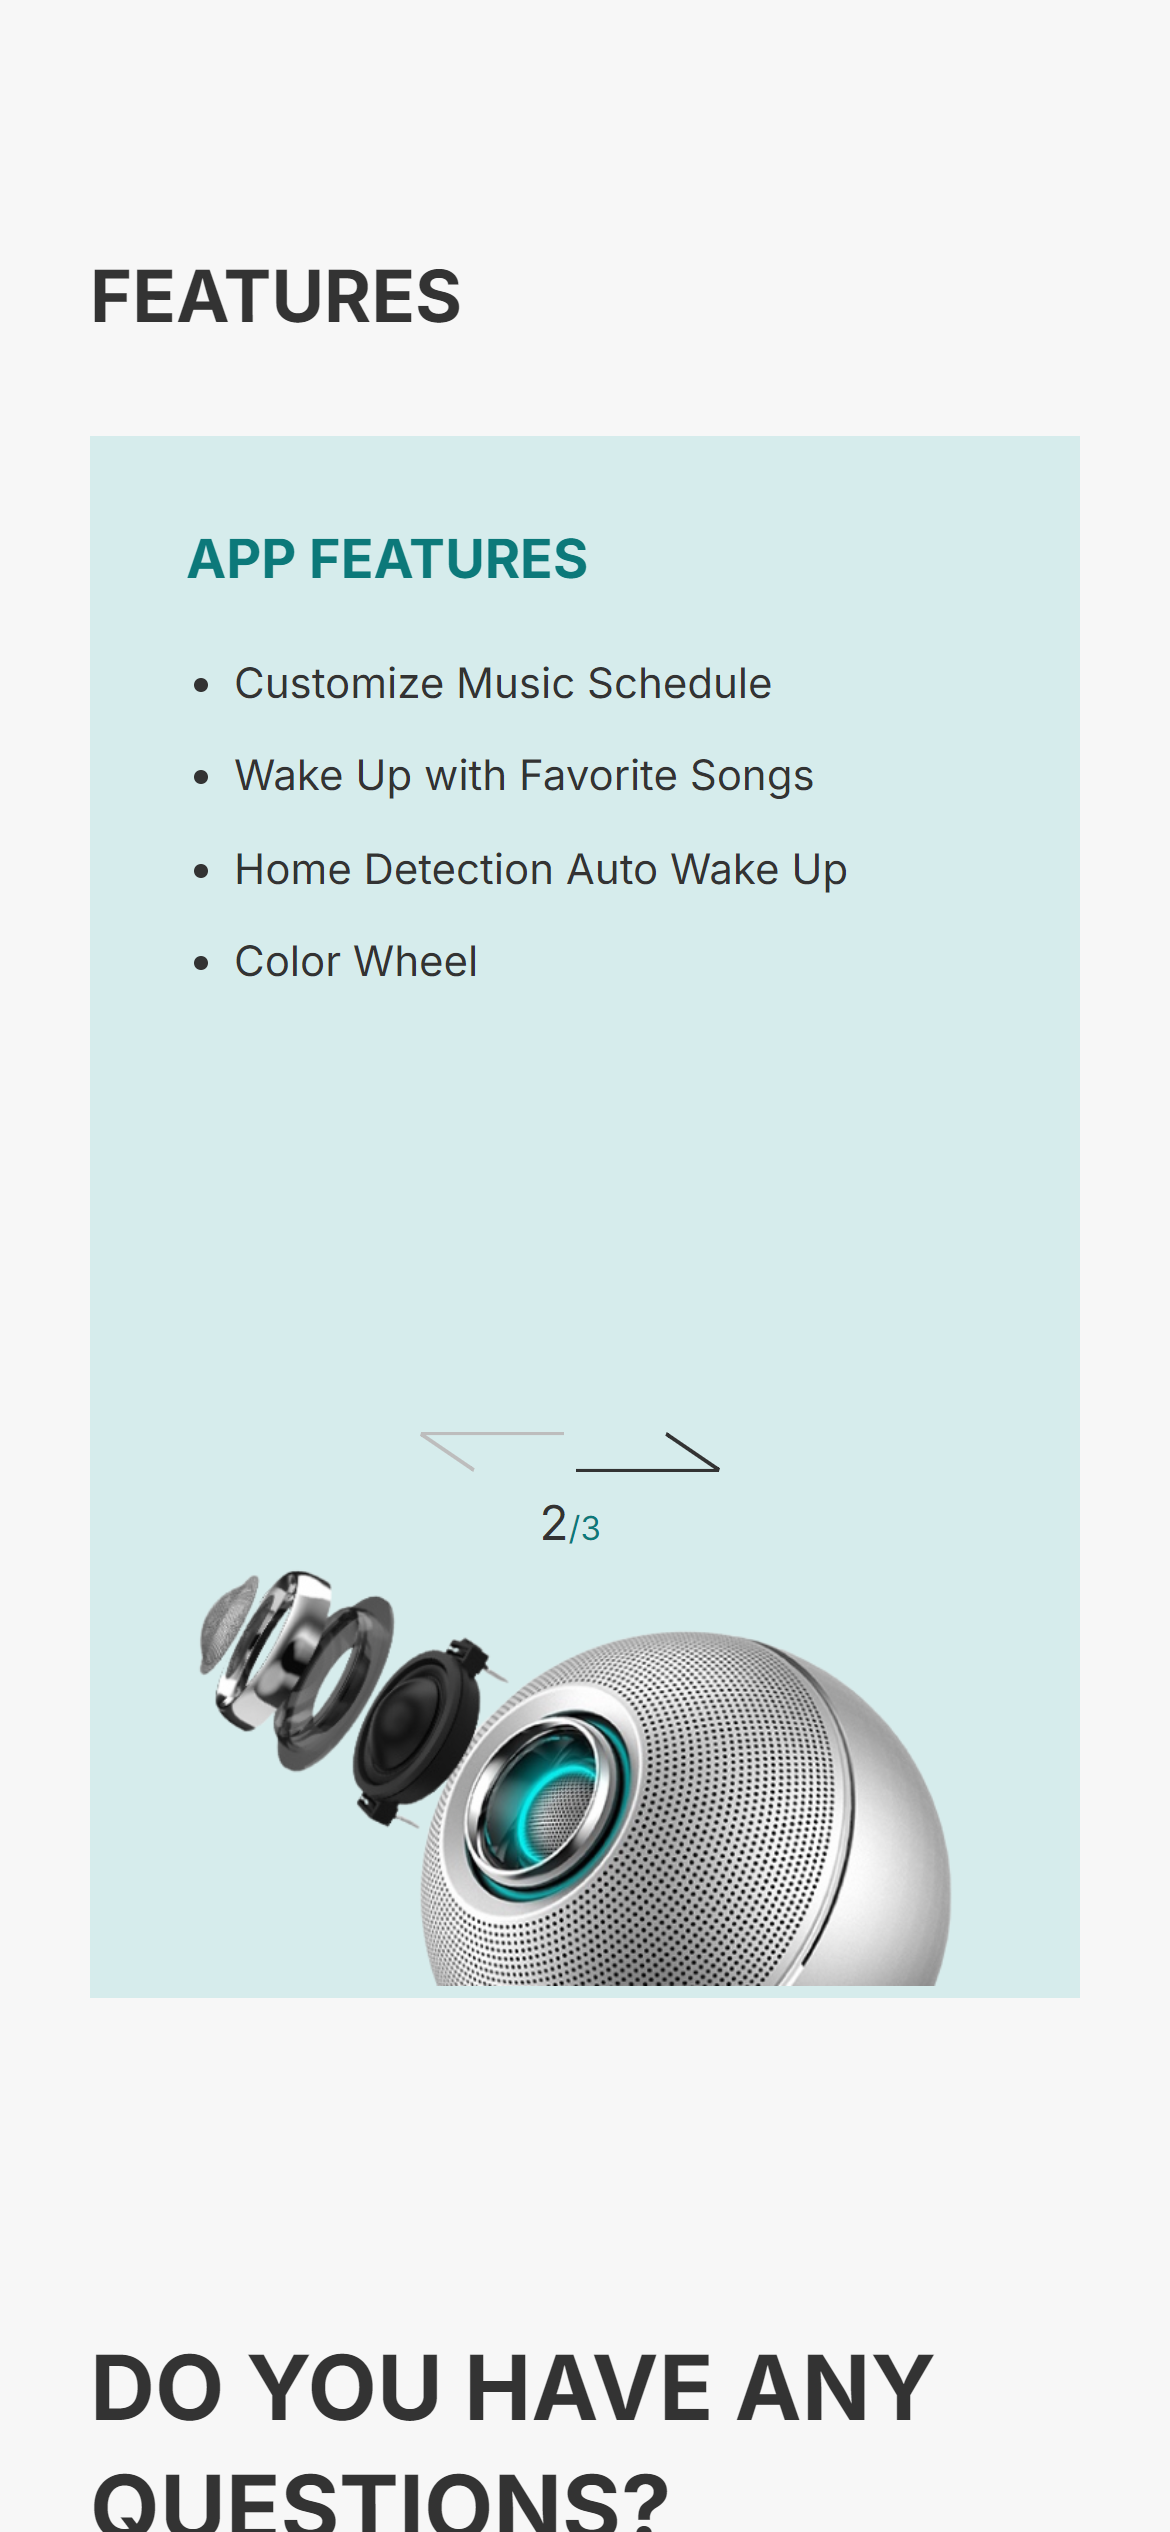 FEATURES
APP FEATURES
• Customize Music Schedule
• Wake Up with Favorite Songs
• Home Detection Auto Wake Up
• Color Wheel
2/3
DO YOU HAVE ANY
QUESTIONS?